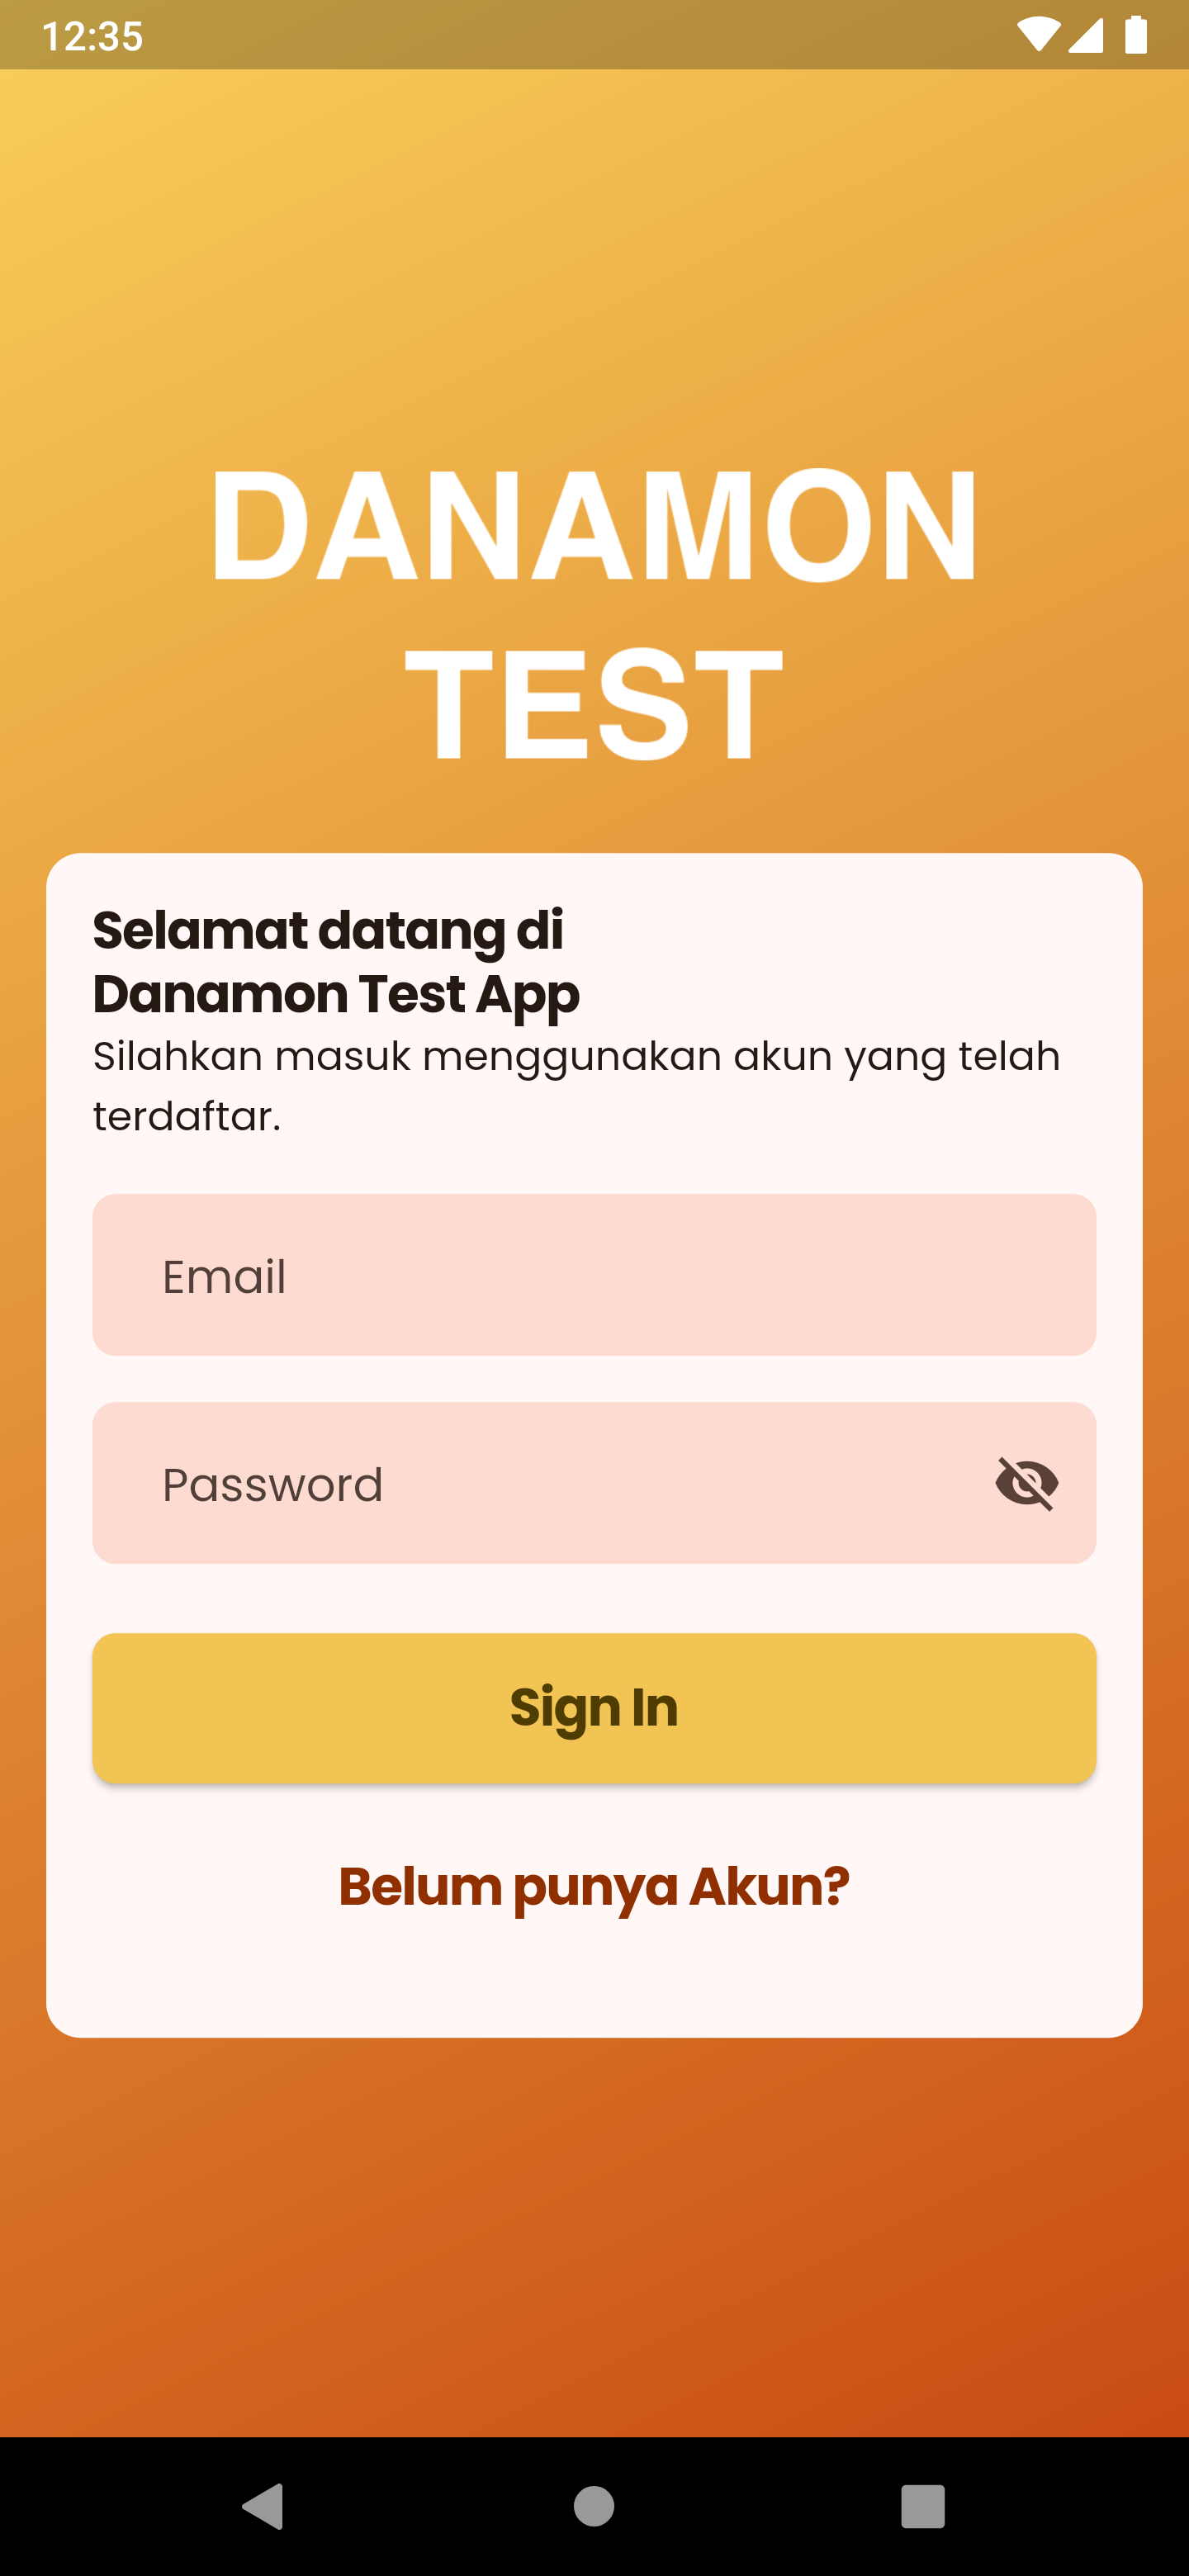 12:35
DANAMON
TEST
Selamat datang di
Danamon Test App
Silahkan masuk menggunakan akun yang telah
terdaftar.
Email
Password
Sign In
Belum punya Akun?